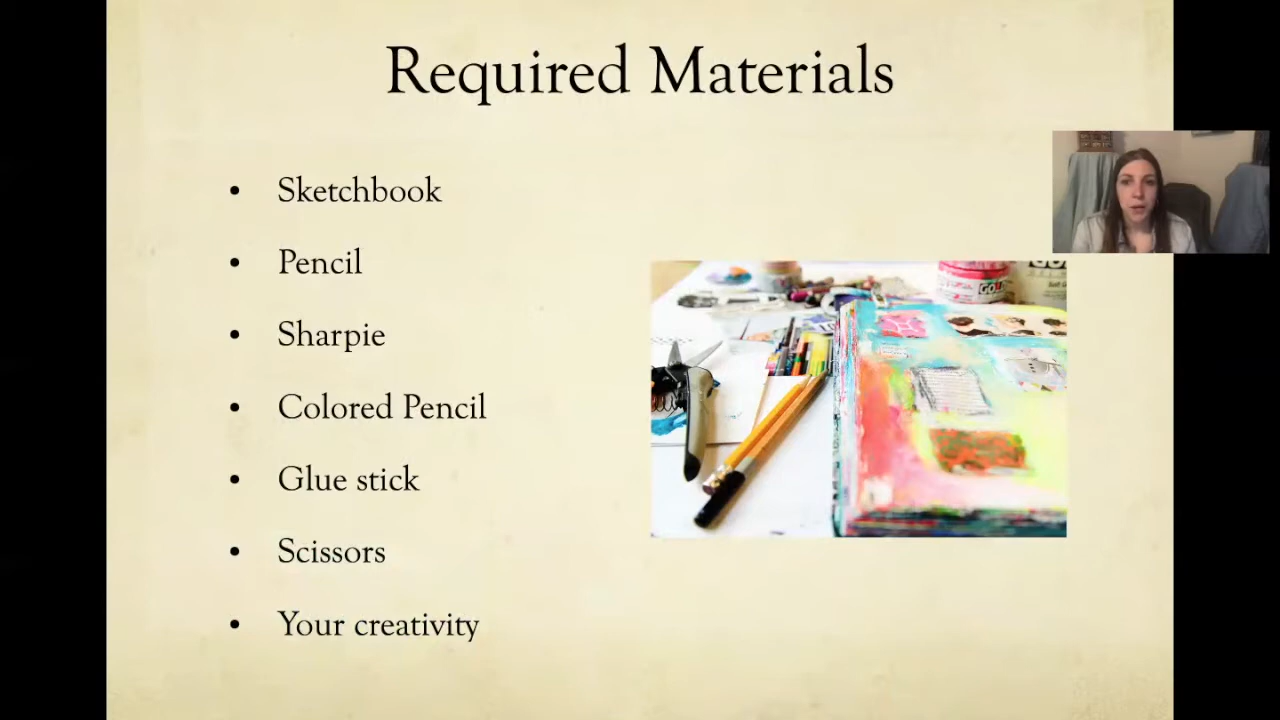 Required Materials
• Sketchbook
• Pencil
• Sharpie
• Colored Pencil
• Glue stick
• Scissors
• Your creativity